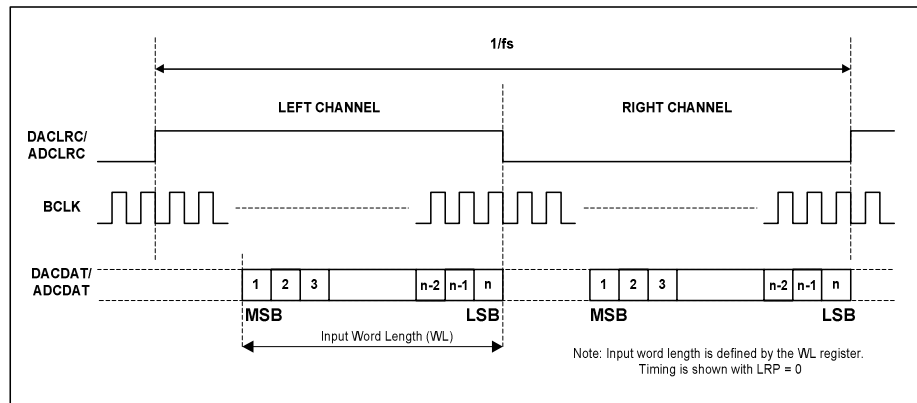 1/fs
LEFT CHANNEL
RIGHT CHANNEL
DACLRC/
ADCLRC
BCLK
DACDAT/
ADCDAT
1 2 3 n-2 n-1 n 1 2 3 n-2 n-1 n
MSB LSB MSB LSB
Input Word Length (WL)
Note: Input word length is defined by the WL register.
Timing is shown with LRP = 0